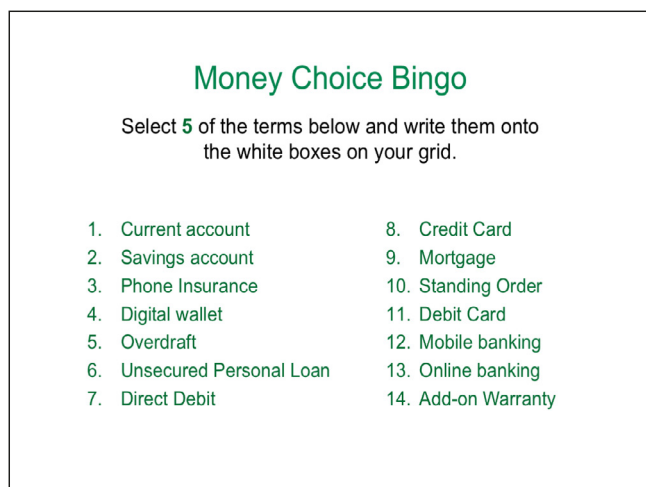 Money Choice Bingo
Select 5 of the terms below and write them onto
the white boxes on your grid.
1. Current account
2. Savings account
3. Phone Insurance
4. Digital wallet
5. Overdraft
6. Unsecured Personal Loan
7. Direct Debit
8. Credit Card
9. Mortgage
10. Standing Order
11. Debit Card
12. Mobile banking
13. Online banking
14. Add-on Warranty